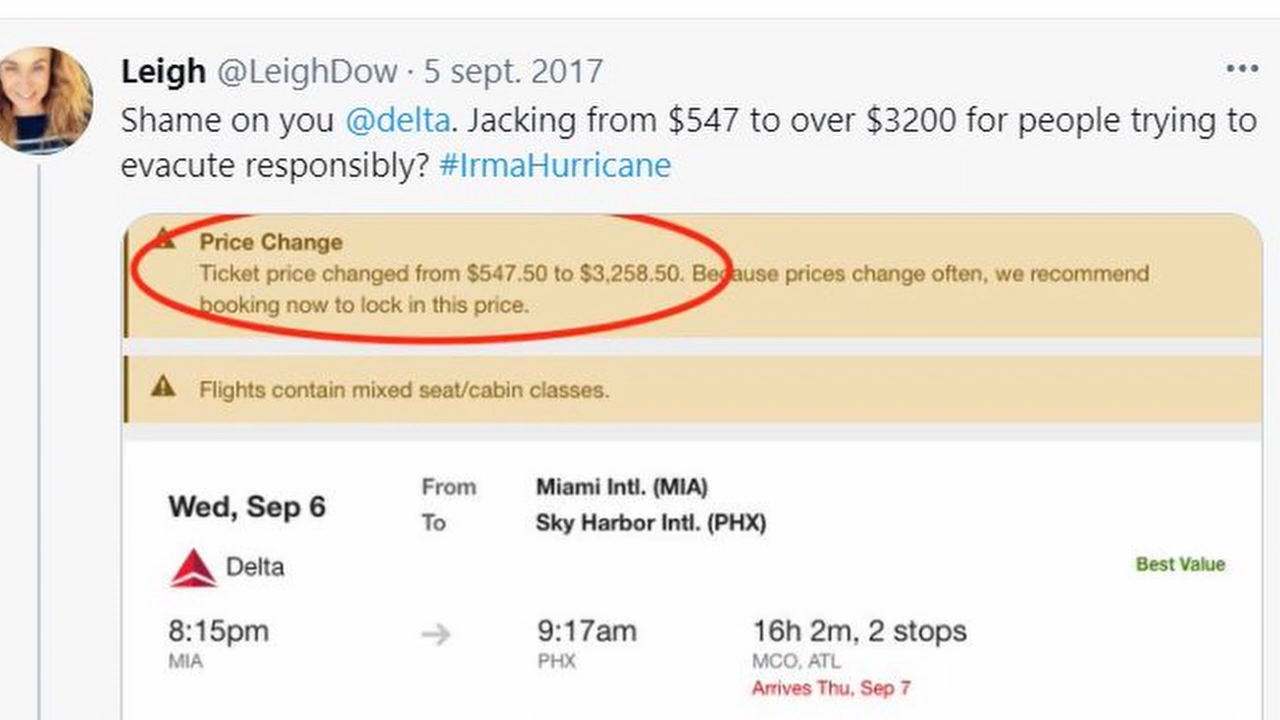 Leigh @LeighDow · 5 sept. 2017
Shame on you @delta. Jacking from $547 to over $3200 for people trying to
evacute responsibly? #IrmaHurricane
Price Change
Ticket price changed from $547.50 to $3,258.50. Because prices change often, we recommend
booking now to lock in this price.
Flights contain mixed seat/cabin classes.
Wed, Sep 6
From Miami Intl. (MIA)
To Sky Harbor Intl. (PHX)
Delta
Best Value
8:15pm 9:17am 16h 2m, 2 stops
MIA PHX MCO, ATL
Arrives Thu, Sep 7